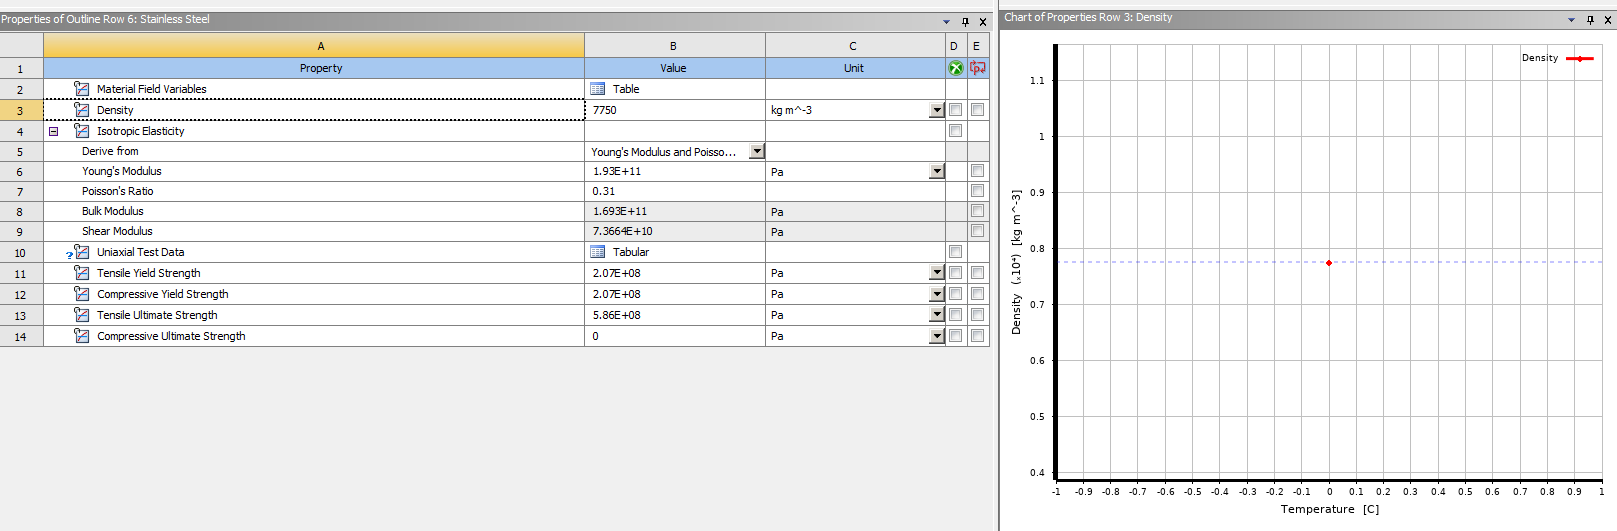 Properties of Outline Row 6: Stainless Steel
A B C D E
1 Property Value Unit
2 Material Field Variables Table
3 Density 7750 kg m^-3
4 Isotropic Elasticity
5 Derive from Young's Modulus and Poisso...
6 Young's Modulus 1.93E+11 Pa
7 Poisson's Ratio 0.31
8 Bulk Modulus 1.693E+11 Pa
9 Shear Modulus 7.3664E+10 Pa
10 Uniaxial Test Data Tabular
11 Tensile Yield Strength 2.07E+08 Pa
12 Compressive Yield Strength 2.07E+08 Pa
13 Tensile Ultimate Strength 5.86E+08 Pa
14 Compressive Ultimate Strength 0 Pa
Chart of Properties Row 3: Density
Density
1.1
1
0.9
0.8
0.7
0.6
0.5
0.4
Density (x10⁴) [kg m^-3]
-1 -0.9 -0.8 -0.7 -0.6 -0.5 -0.4 -0.3 -0.2 -0.1 0 0.1 0.2 0.3 0.4 0.5 0.6 0.7 0.8 0.9 1
Temperature [C]